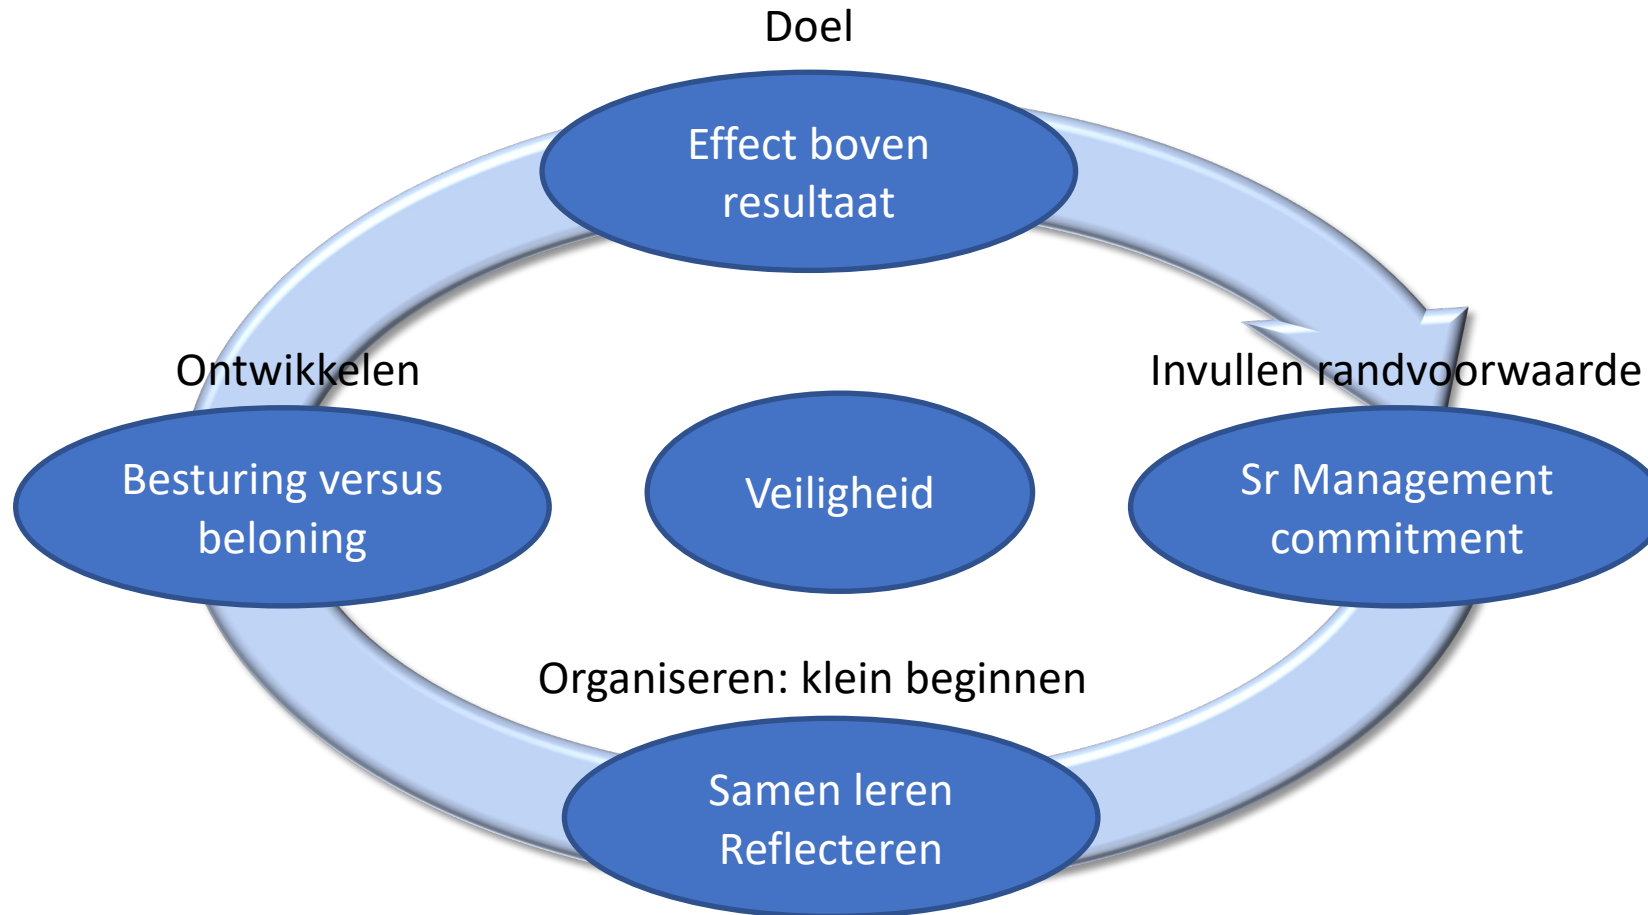 Doel
Effect boven
resultaat
Ontwikkelen
Invullen randvoorwaarde
Besturing versus
beloning
Veiligheid
Sr Management
commitment
Organiseren: klein beginnen
Samen leren
Reflecteren